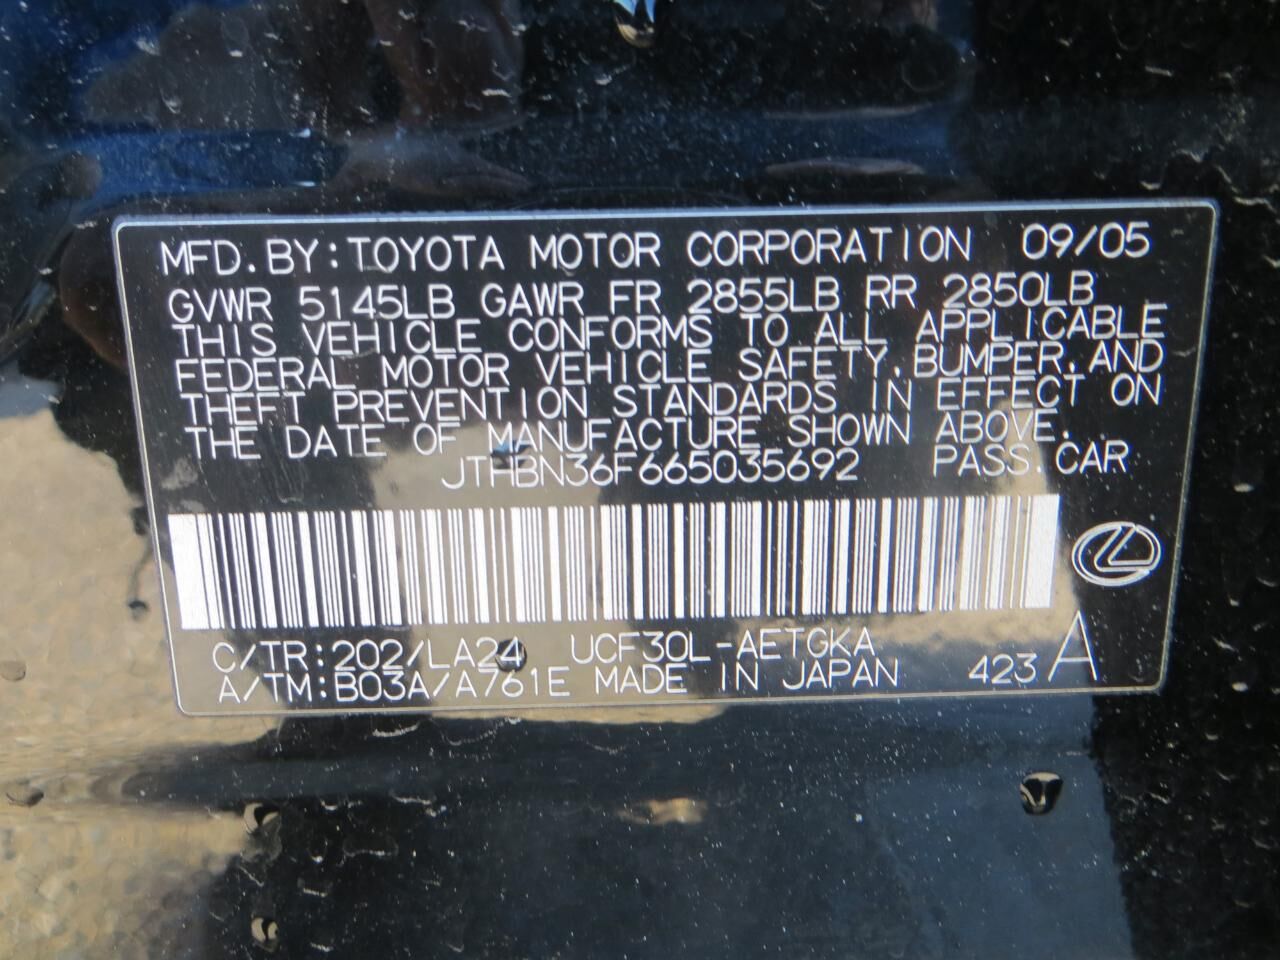 MFD. BY: TOYOTA MOTOR CORPORATION 09/05
GVWR 5145LB GAWR FR 2855LB RR 2850LB
THIS VEHICLE CONFORMS TO ALL APPLICABLE
FEDERAL MOTOR VEHICLE SAFETY, BUMPER, AND
THEFT PREVENTION STANDARDS IN EFFECT ON
THE DATE OF MANUFACTURE SHOWN ABOVE.
JTHBN36F665035692 PASS. CAR
C/TR: 202/LA24 UCF30L-AETGKA
A/TM: B03A/A761E MADE IN JAPAN 423 A